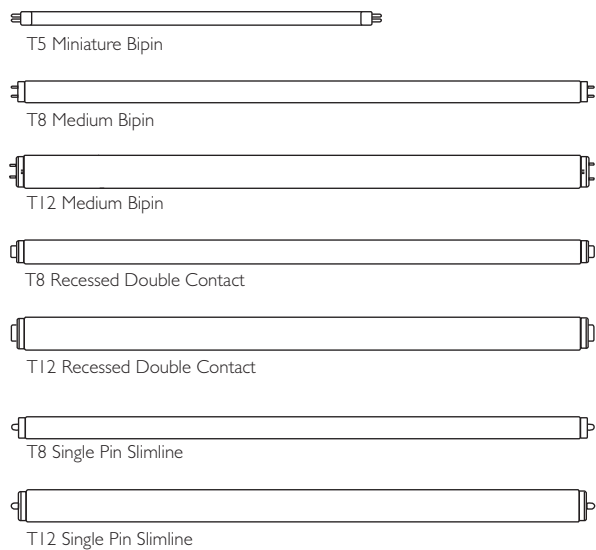 T5 Miniature Bipin
T8 Medium Bipin
T12 Medium Bipin
T8 Recessed Double Contact
T12 Recessed Double Contact
T8 Single Pin Slimline
T12 Single Pin Slimline